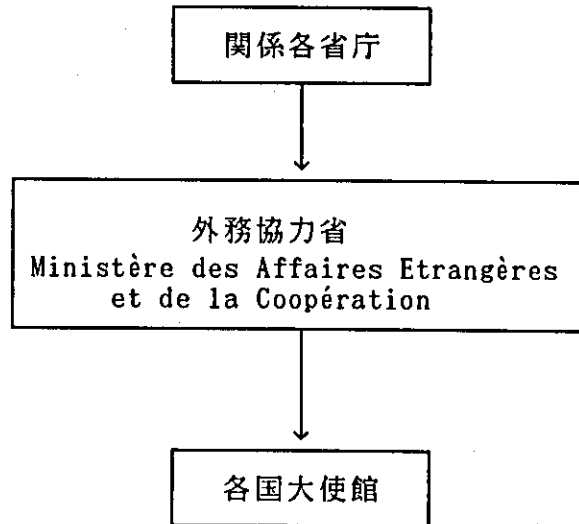 関係各省庁
外務協力省
Ministère des Affaires Etrangères
et de la Coopération
各国大使館